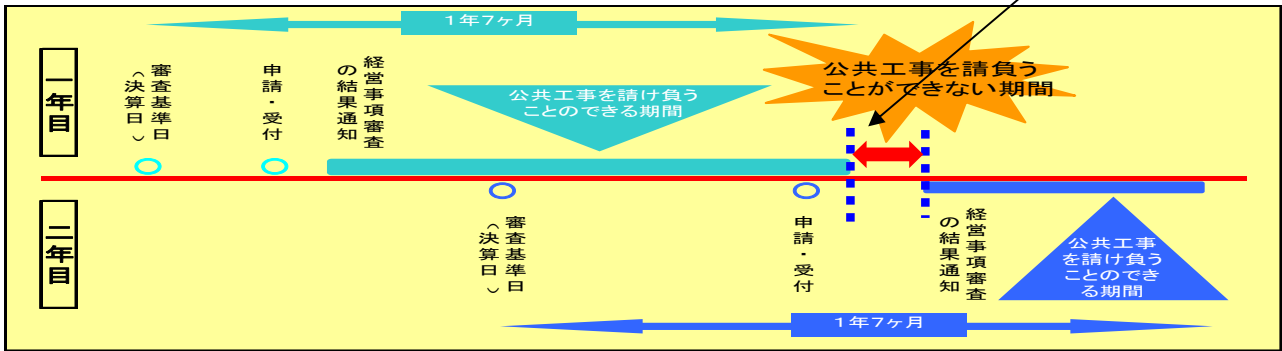 1年7ヶ月
一年目
審査基準日
（決算日）
申請・受付
経営事項審査
の結果通知
公共工事を請け負う
ことのできる期間
公共工事を請負う
ことができない期間
二年目
審査基準日
（決算日）
申請・受付
経営事項審査
の結果通知
公共工事
を請け負う
ことのでき
る期間
1年7ヶ月